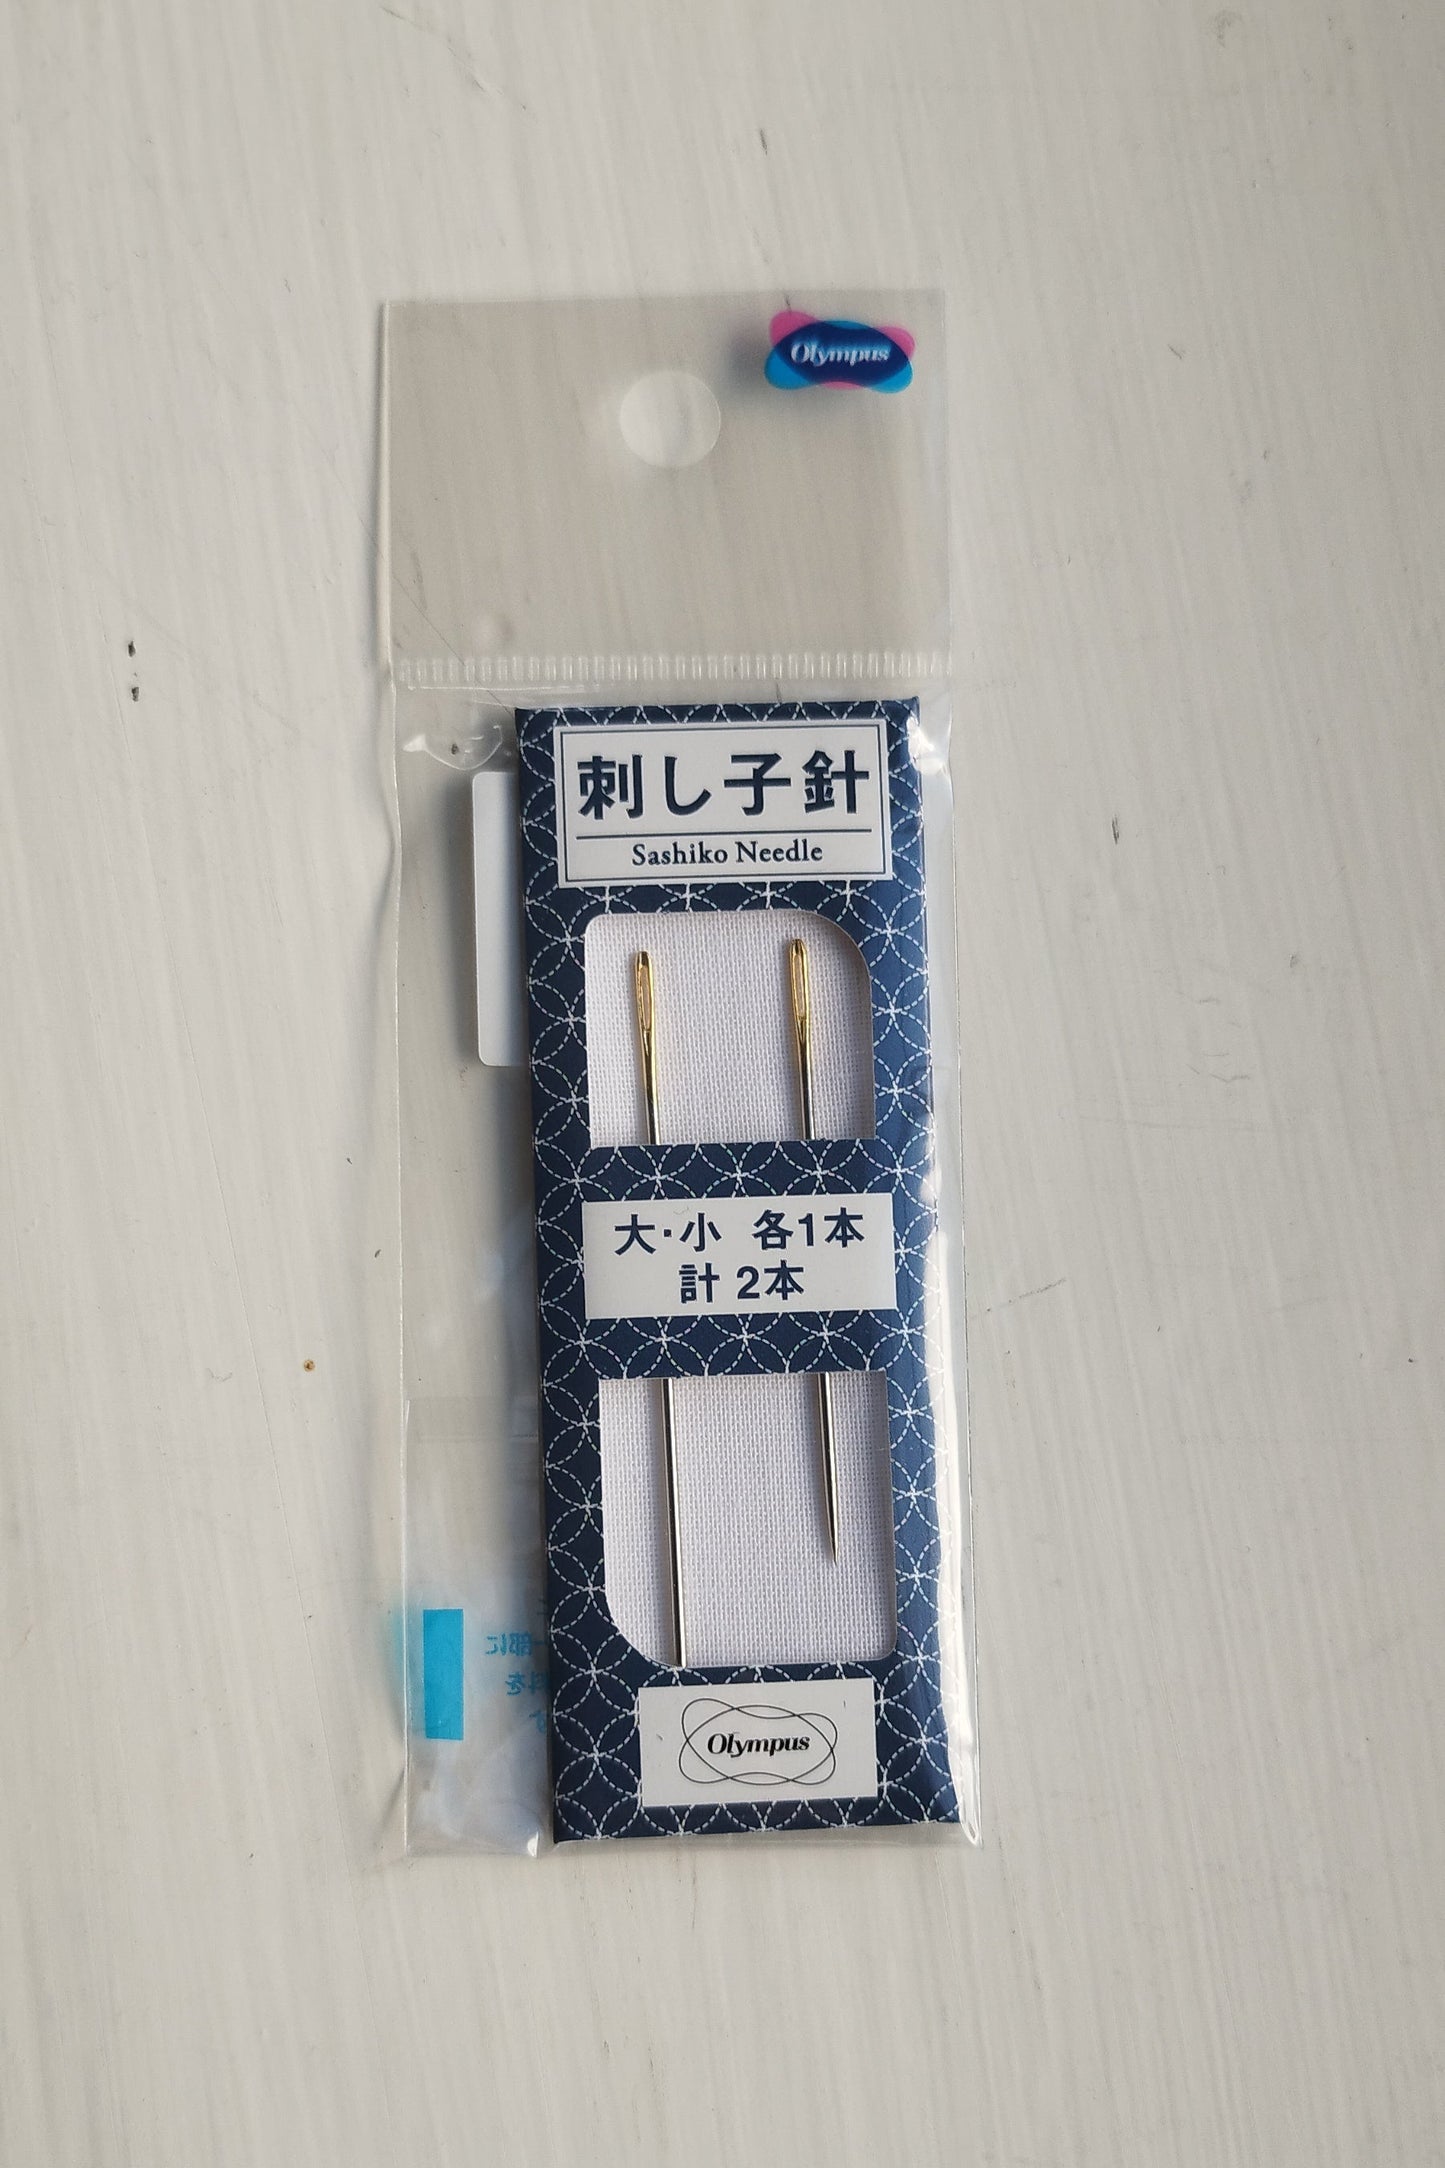 Olympus
刺し子針
Sashiko Needle
大・小 各1本
計 2本
Olympus